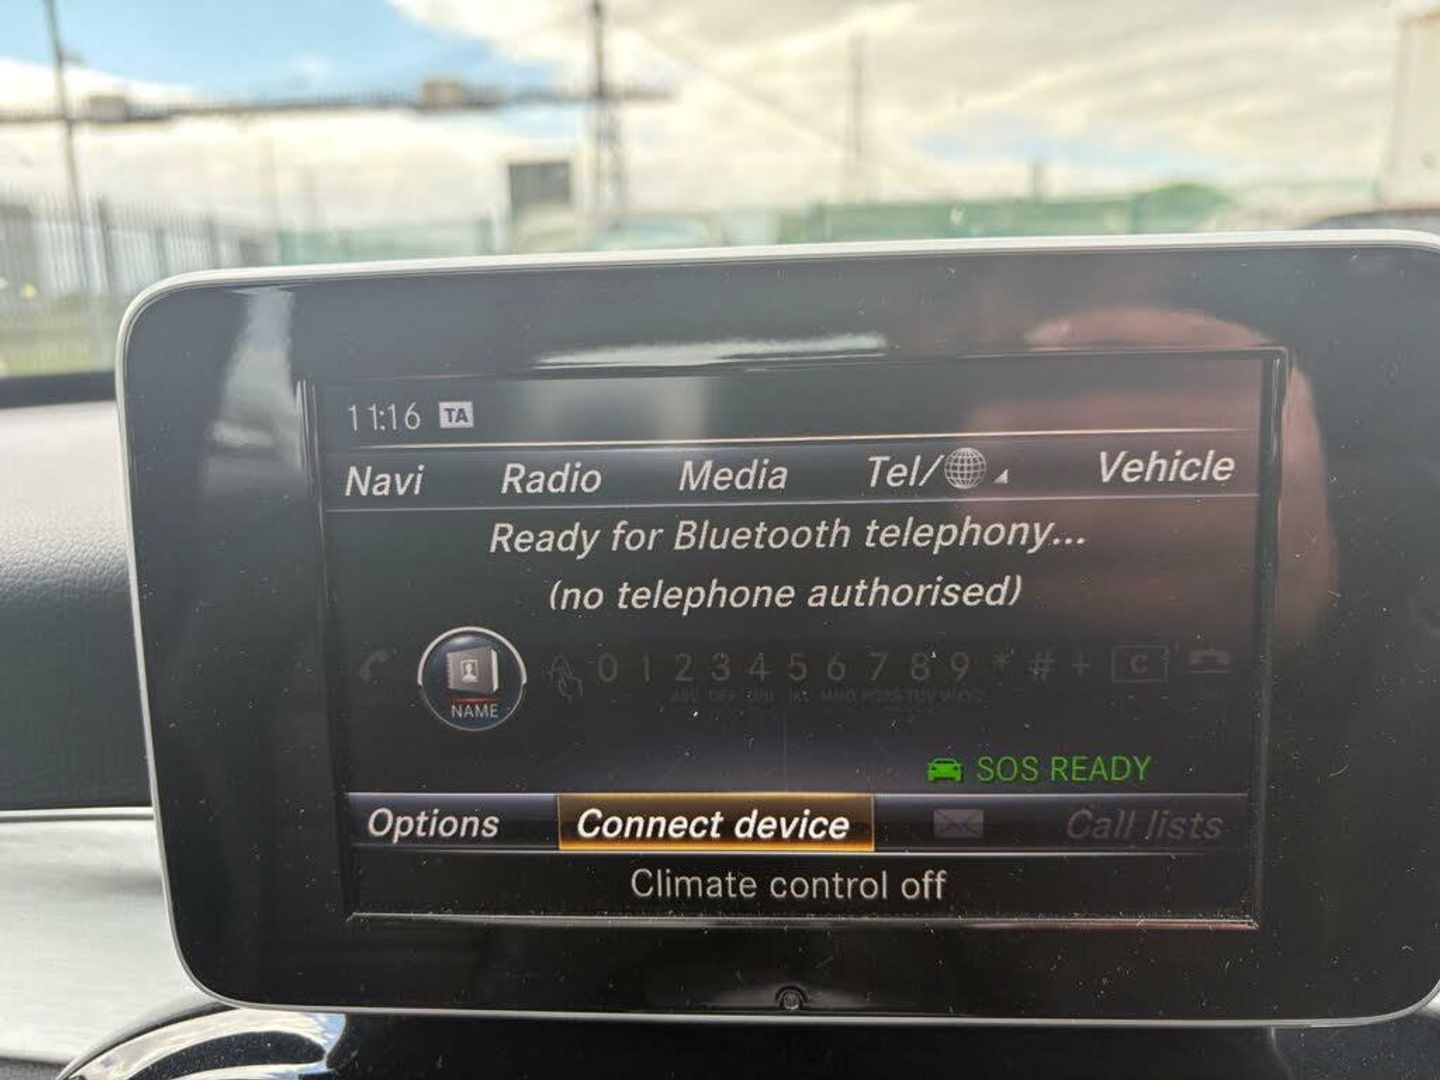 11:16 TA
Navi Radio Media Tel/ Vehicle
Ready for Bluetooth telephony...
(no telephone authorised)
NAME 0 1 2 3 4 5 6 7 8 9 * # + C
SOS READY
Options Connect device Call lists
Climate control off